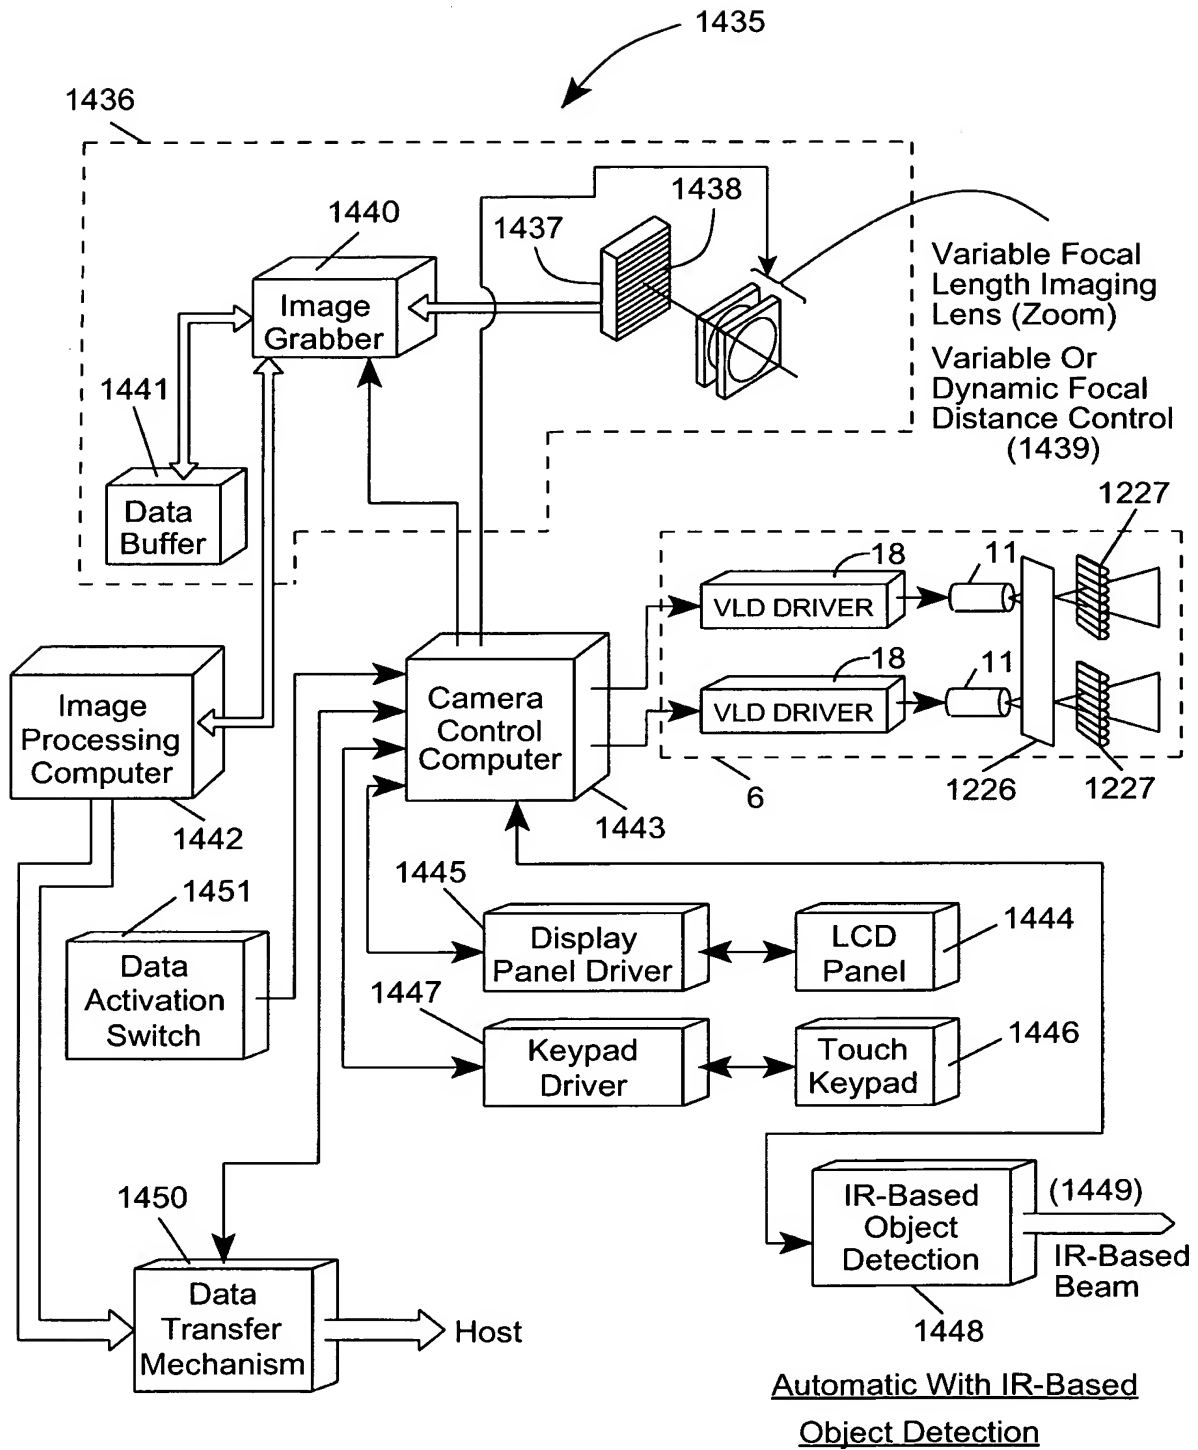 1435
1436
1440
1437
1438
Image
Grabber
Variable Focal
Length Imaging
Lens (Zoom)
Variable Or
Dynamic Focal
Distance Control
(1439)
1441
Data
Buffer
1227
18
11
VLD DRIVER
18
11
VLD DRIVER
Image
Processing
Computer
Camera
Control
Computer
6
1226
1227
1442
1443
1451
1445
1444
Data
Activation
Switch
Display
Panel Driver
LCD
Panel
1447
1446
Keypad
Driver
Touch
Keypad
1450
IR-Based
Object
Detection
(1449)
IR-Based
Beam
Data
Transfer
Mechanism
Host
1448
Automatic With IR-Based
Object Detection